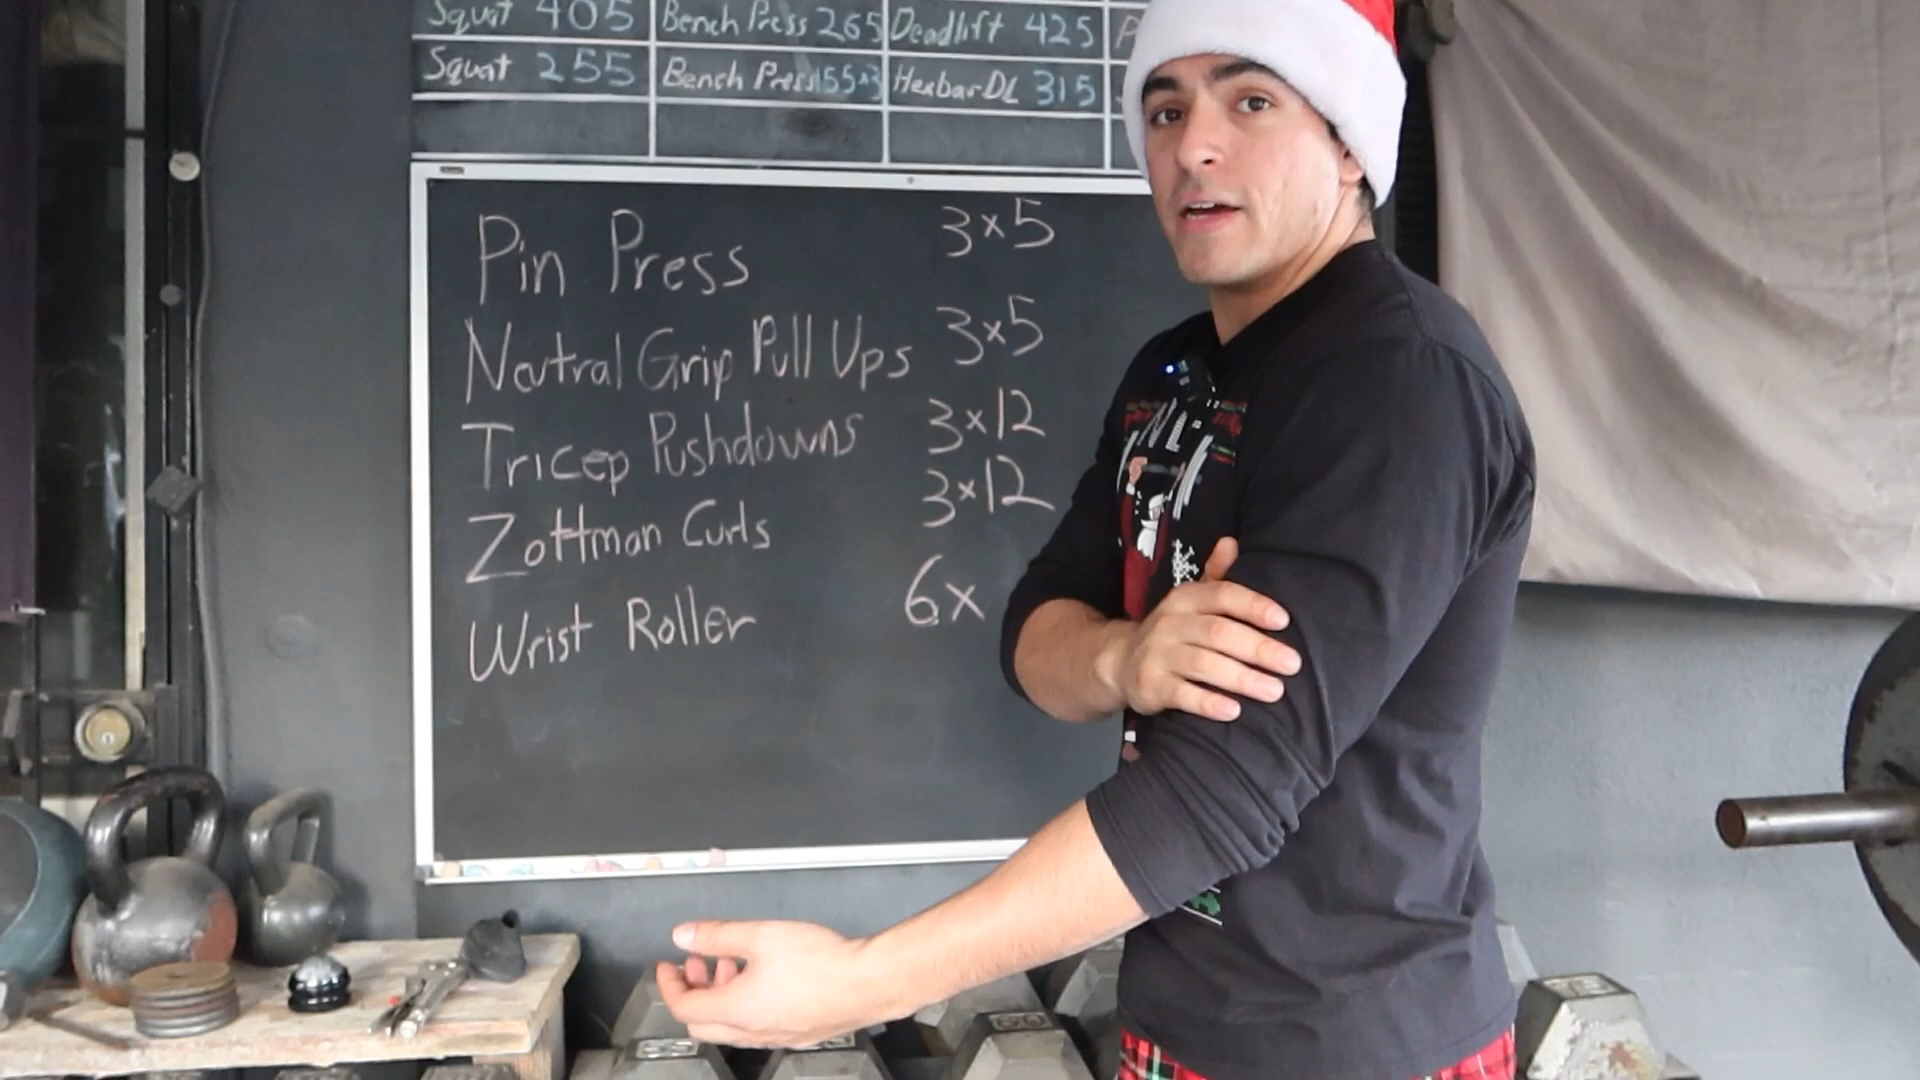 Squat 405 Bench Press 265 Deadlift 425 P
Squat 255 Bench Press 155x3 Hexbar DL 315
Pin Press 3x5
Neutral Grip Pull Ups 3x5
Tricep Pushdowns 3x12
Zottman Curls 3x12
Wrist Roller 6x